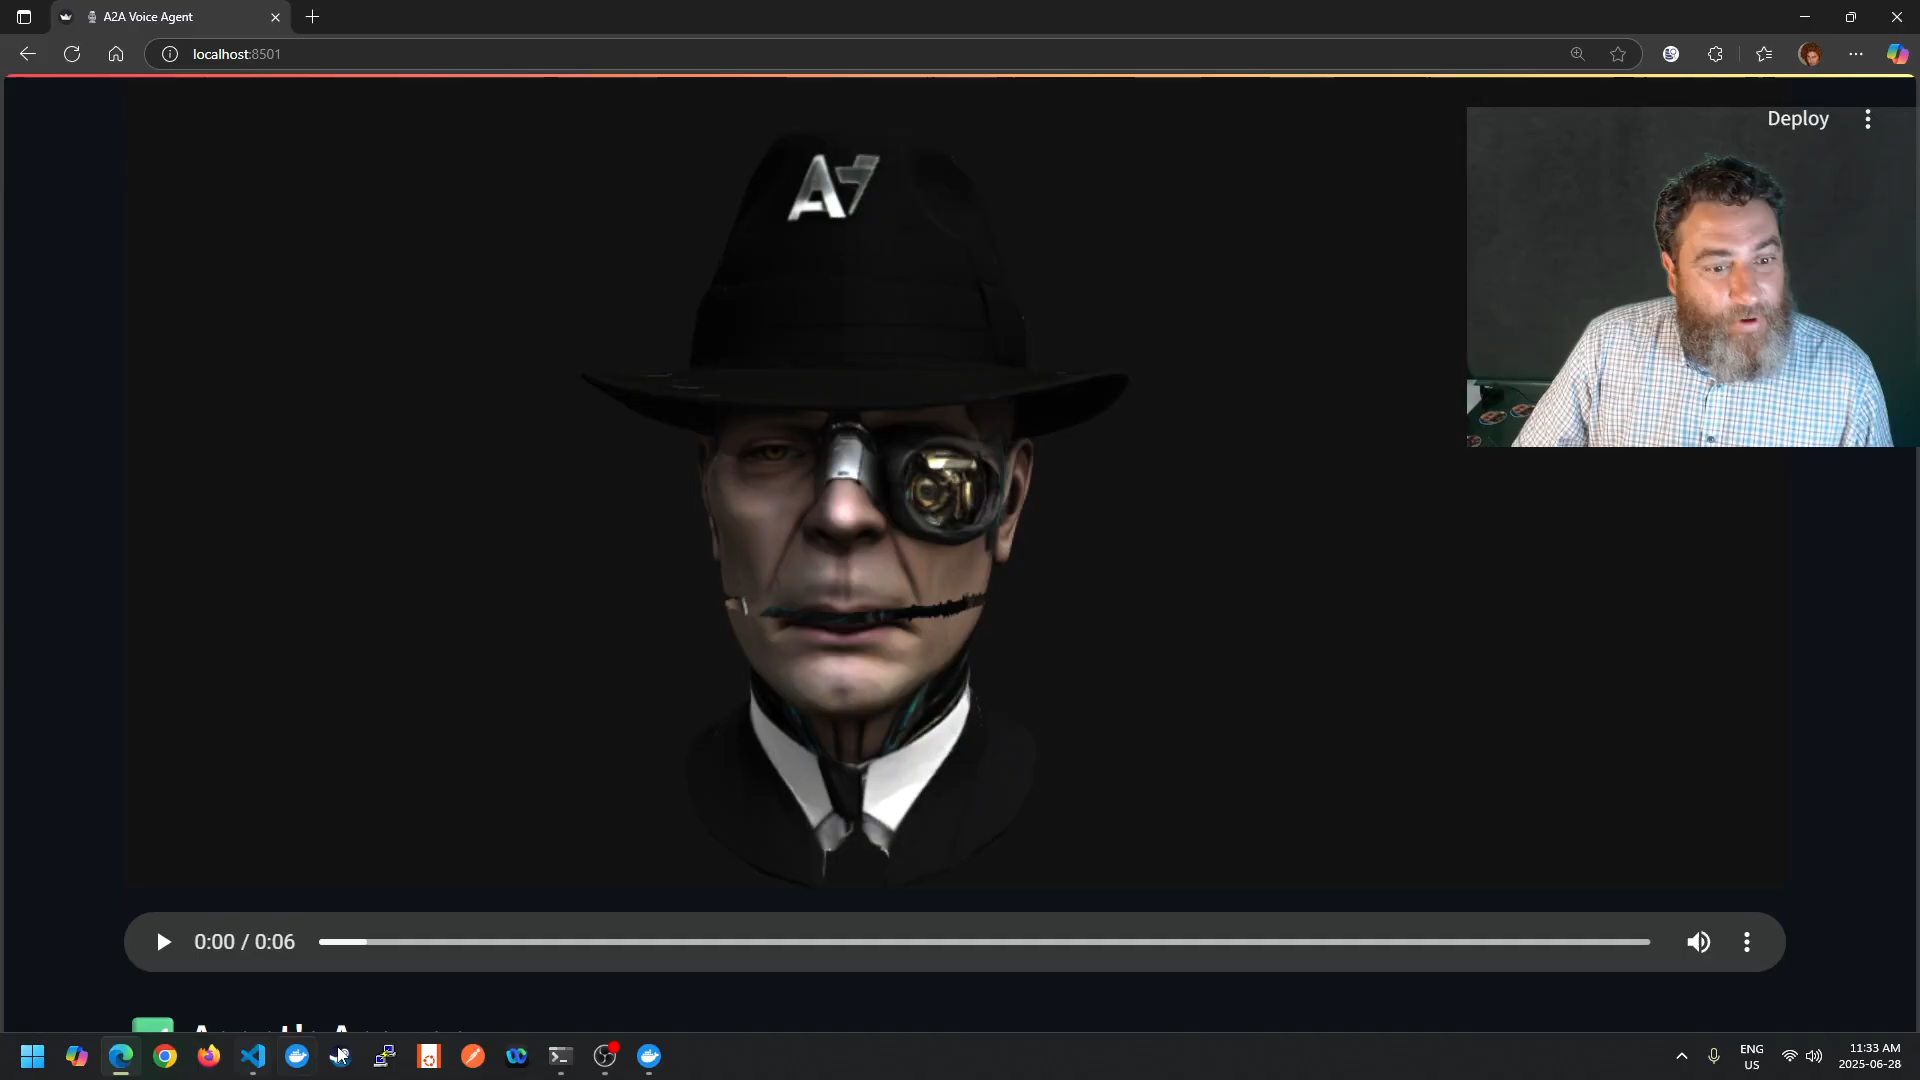 A2A Voice Agent
localhost:8501
Deploy
A7
0:00 / 0:06
ENG
US
11:33 AM
2025-06-28